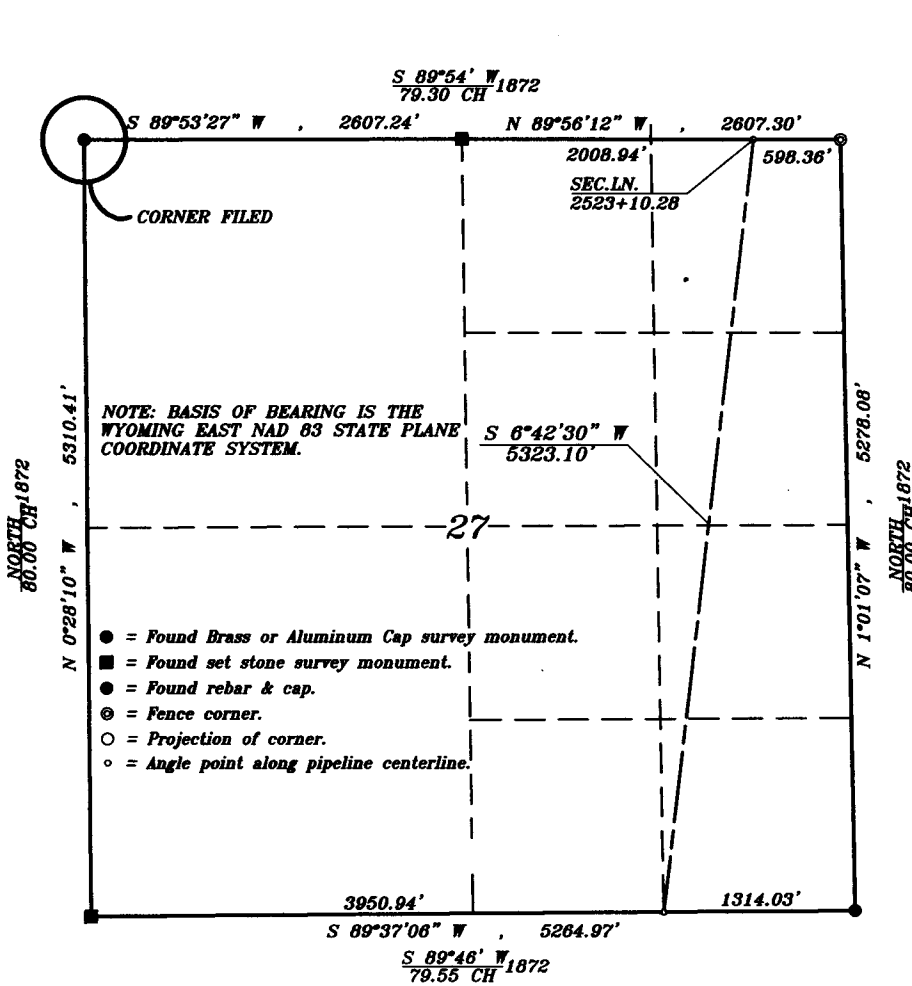 S 89°54' W 1872
79.30 CH
S 89°53'27" W , 2607.24'
N 89°56'12" W , 2607.30'
2008.94'
598.36'
SEC.LN.
2523+10.28
CORNER FILED
5310.41'
N 0°28'10" W ,
NORTH 1872
80.00 CH
NOTE: BASIS OF BEARING IS THE
WYOMING EAST NAD 83 STATE PLANE
COORDINATE SYSTEM.
S 6°42'30" W
5323.10'
5278.08'
N 1°01'07" W ,
NORTH 1872
80.00 CH
27
= Found Brass or Aluminum Cap survey monument.
= Found set stone survey monument.
= Found rebar & cap.
= Fence corner.
= Projection of corner.
= Angle point along pipeline centerline.
3950.94'
1314.03'
S 89°37'06" W , 5264.97'
S 89°46' W 1872
79.55 CH